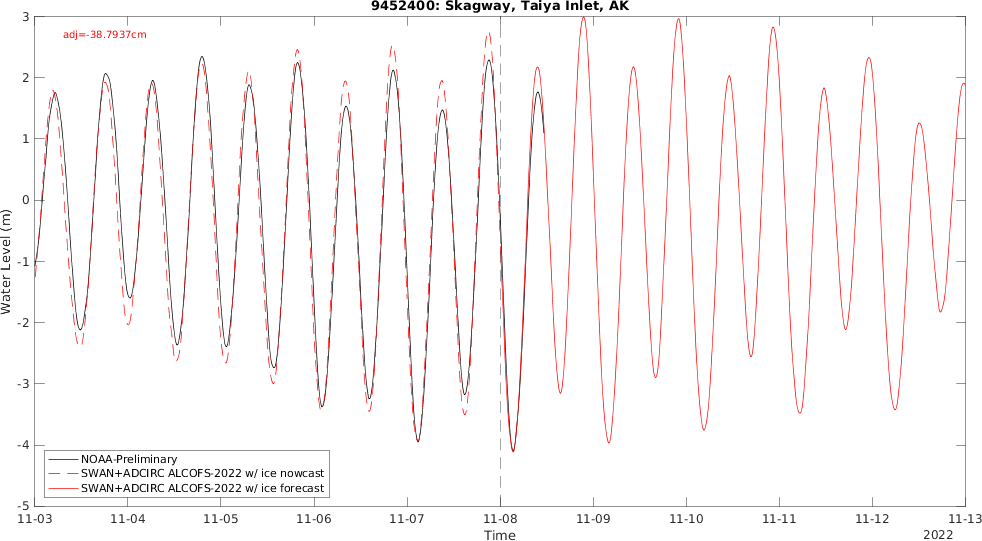 9452400: Skagway, Taiya Inlet, AK
adj=-38.7937cm
3
2
1
0
-1
-2
-3
-4
-5
Water Level (m)
NOAA-Preliminary
SWAN+ADCIRC ALCOFS-2022 w/ ice nowcast
SWAN+ADCIRC ALCOFS-2022 w/ ice forecast
11-03 11-04 11-05 11-06 11-07 11-08 11-09 11-10 11-11 11-12 11-13
Time
2022